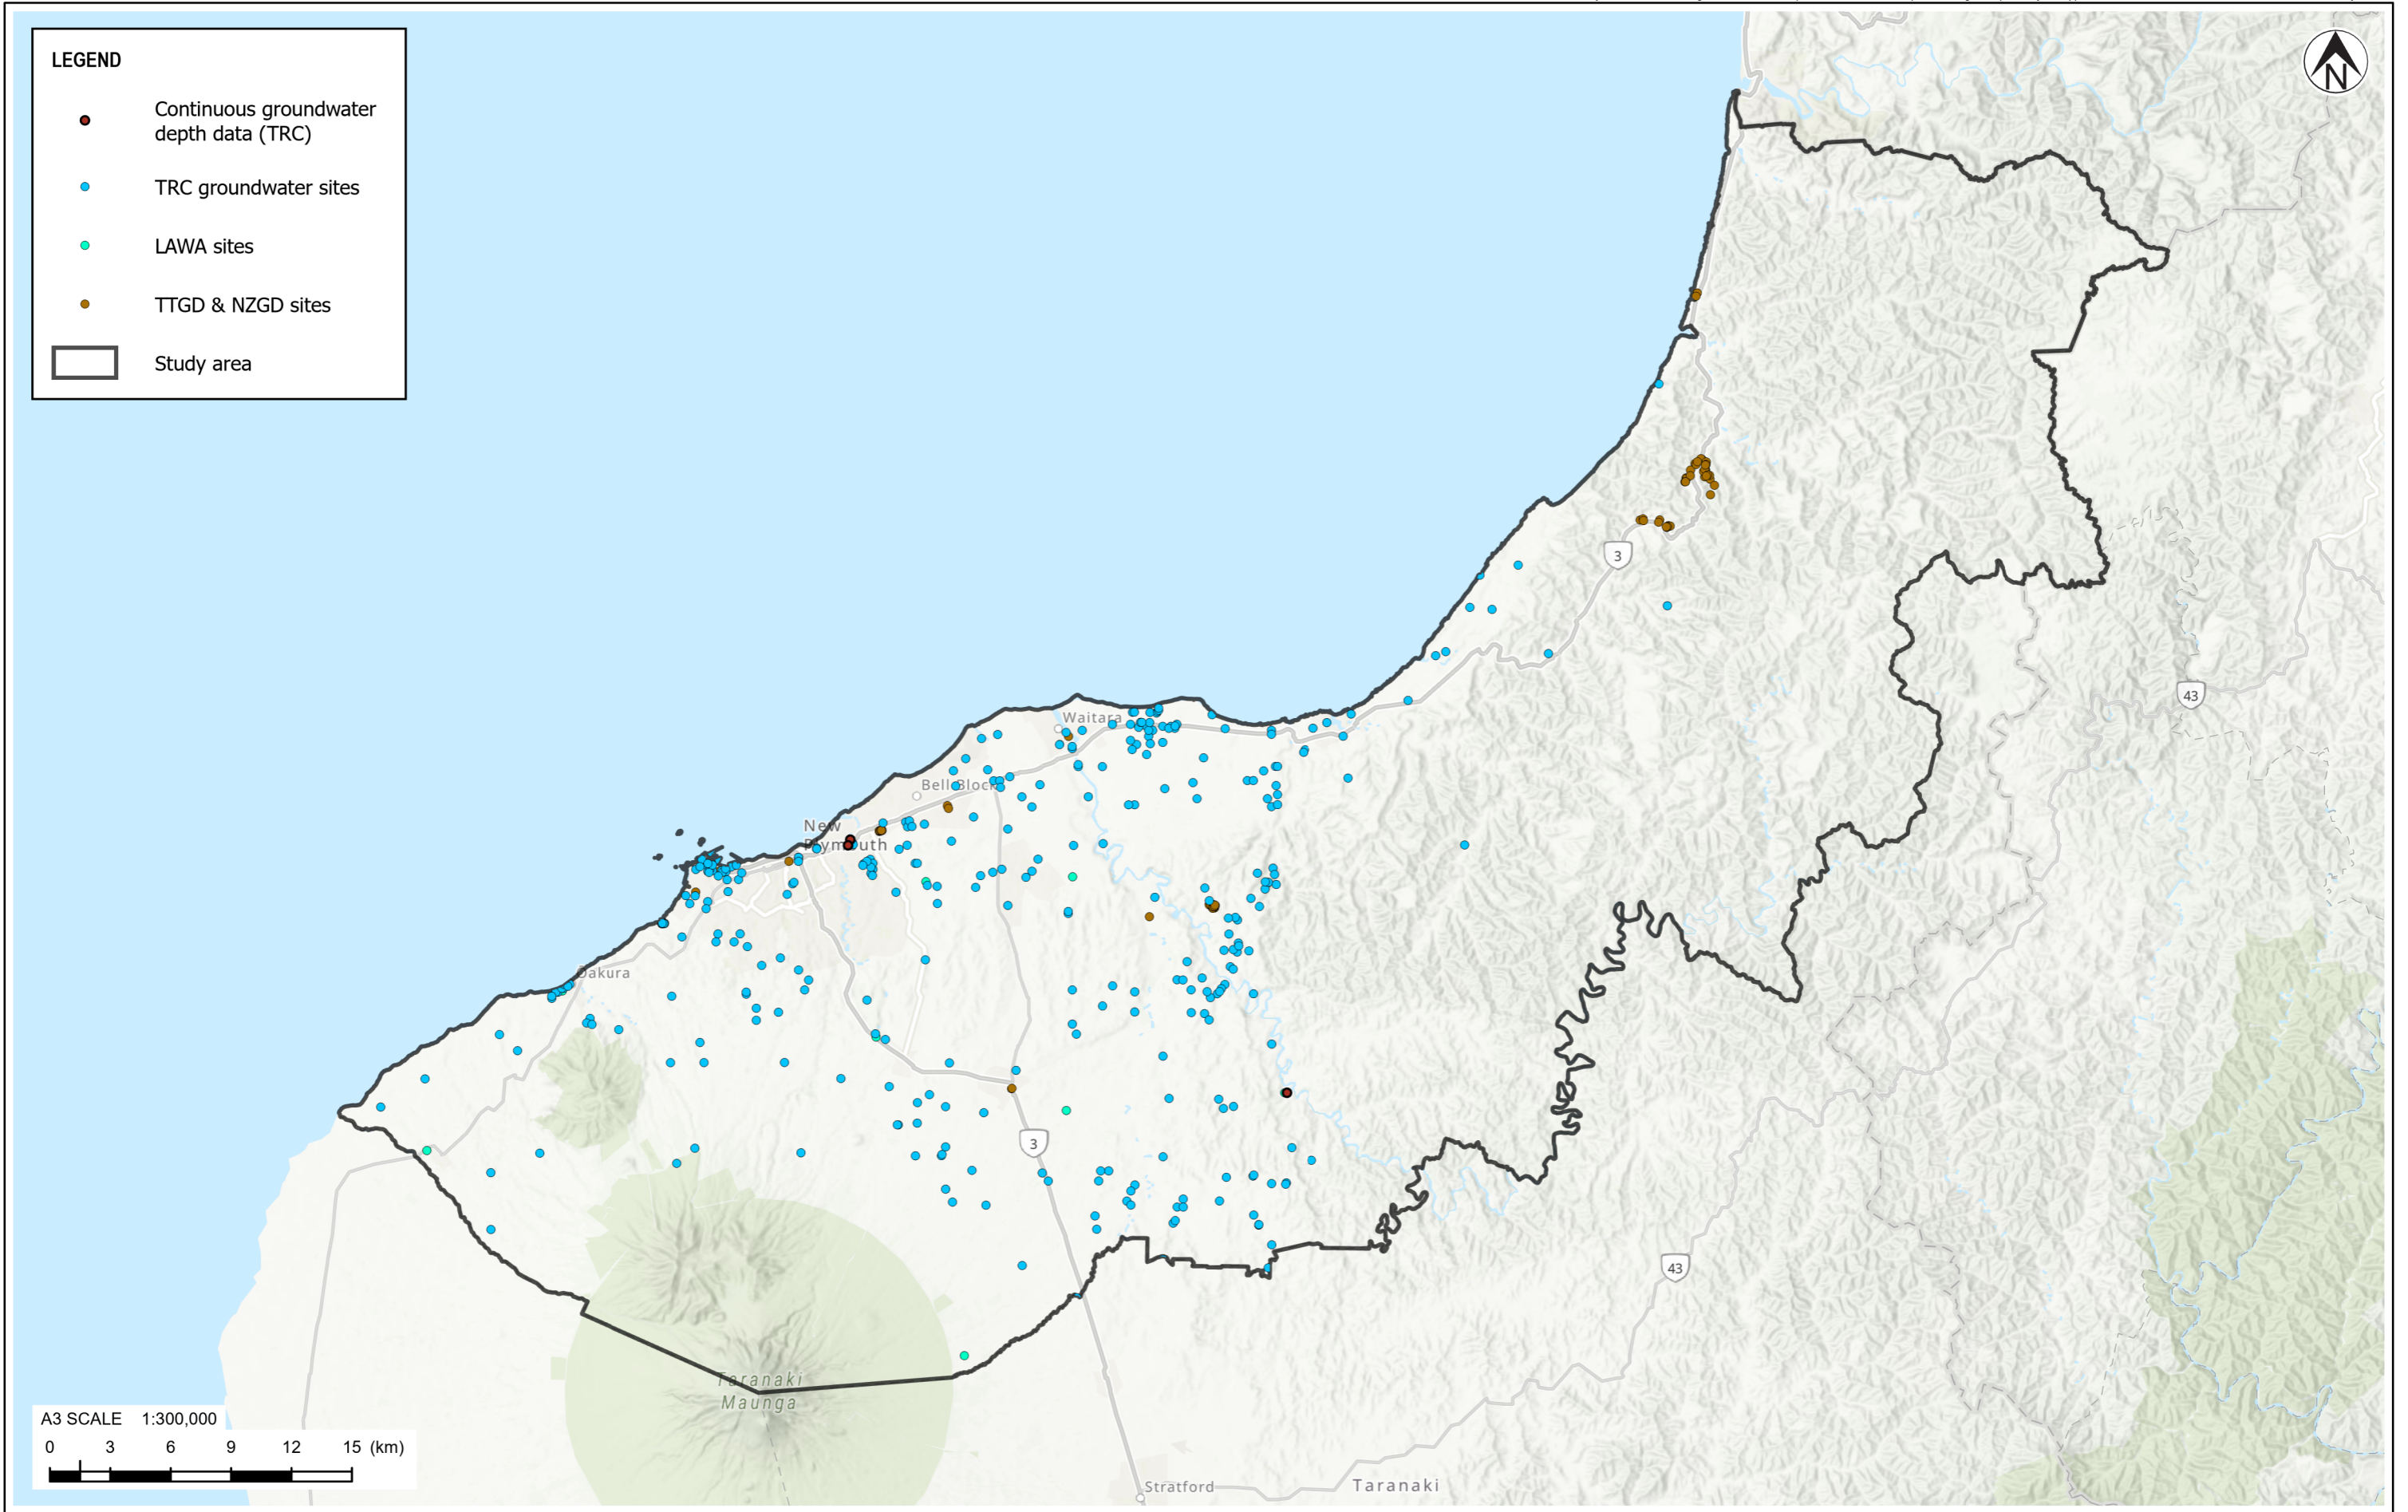 LEGEND
Continuous groundwater
depth data (TRC)
TRC groundwater sites
LAWA sites
TTGD & NZGD sites
Study area
N
3
43
Waitara
Bell Block
New
Plymouth
Oakura
3
43
Taranaki
Maunga
Stratford
Taranaki
A3 SCALE 1:300,000
0 3 6 9 12 15 (km)